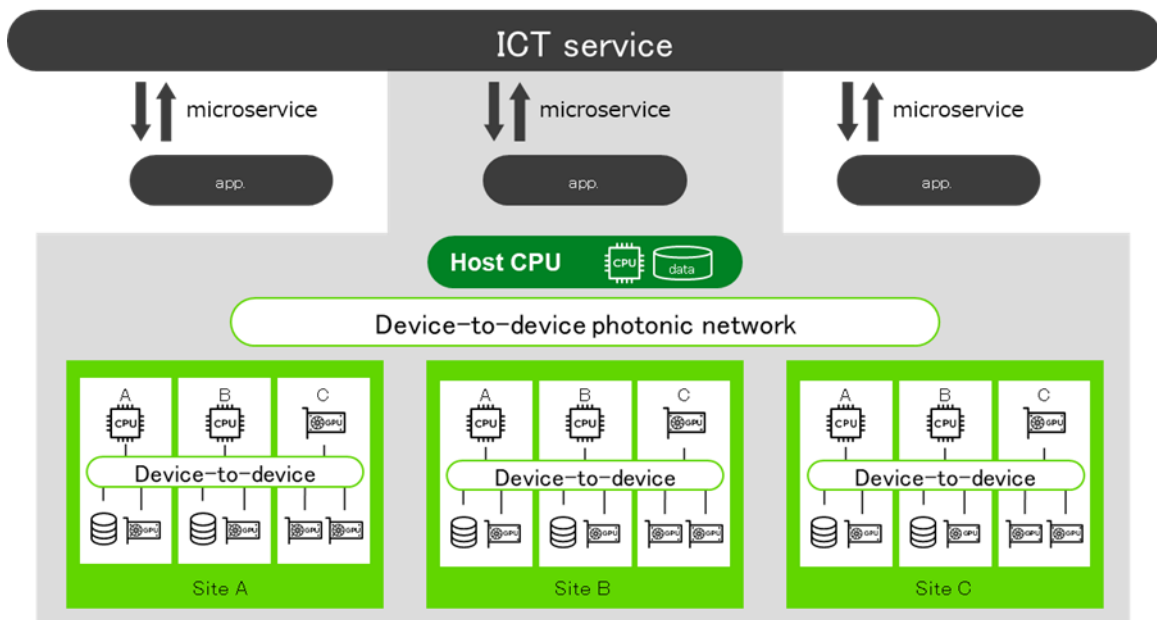 ICT service
microservice
microservice
microservice
app.
app.
app.
Host CPU
CPU
data
Device-to-device photonic network
A
B
C
CPU
CPU
GPU
Device-to-device
GPU
GPU
GPU
GPU
Site A
A
B
C
CPU
CPU
GPU
Device-to-device
GPU
GPU
GPU
GPU
Site B
A
B
C
CPU
CPU
GPU
Device-to-device
GPU
GPU
GPU
GPU
Site C